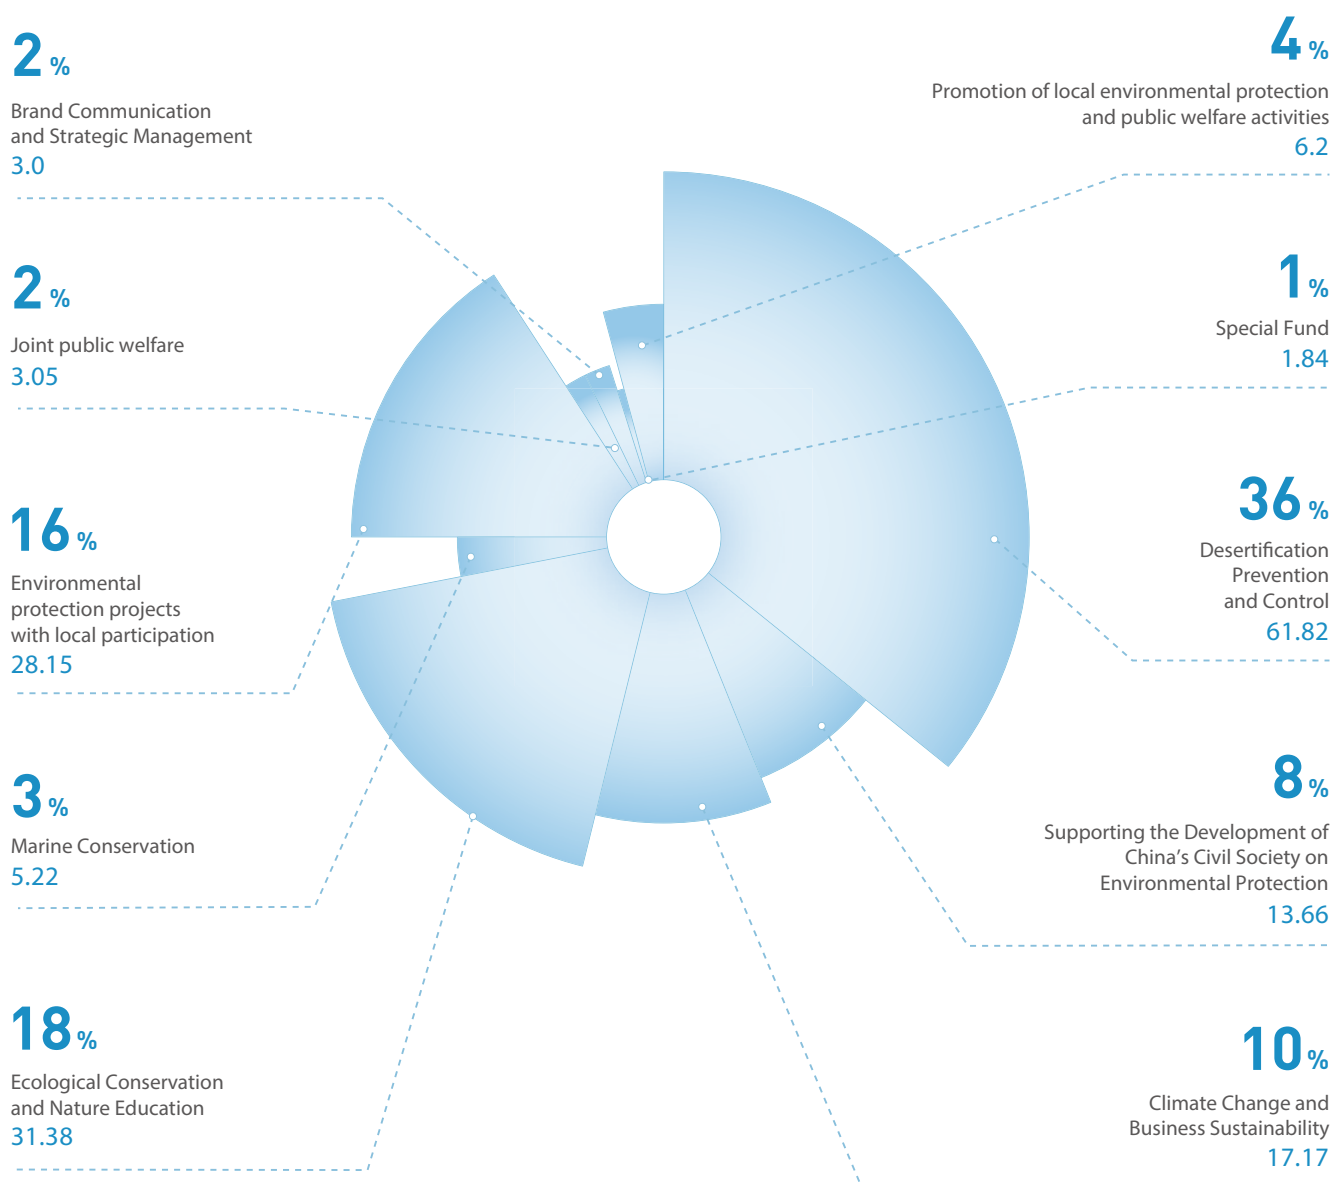 2 %
Brand Communication
and Strategic Management
3.0
2 %
Joint public welfare
3.05
16 %
Environmental
protection projects
with local participation
28.15
3 %
Marine Conservation
5.22
18 %
Ecological Conservation
and Nature Education
31.38
4 %
Promotion of local environmental protection
and public welfare activities
6.2
1 %
Special Fund
1.84
36 %
Desertification
Prevention
and Control
61.82
8 %
Supporting the Development of
China’s Civil Society on
Environmental Protection
13.66
10 %
Climate Change and
Business Sustainability
17.17